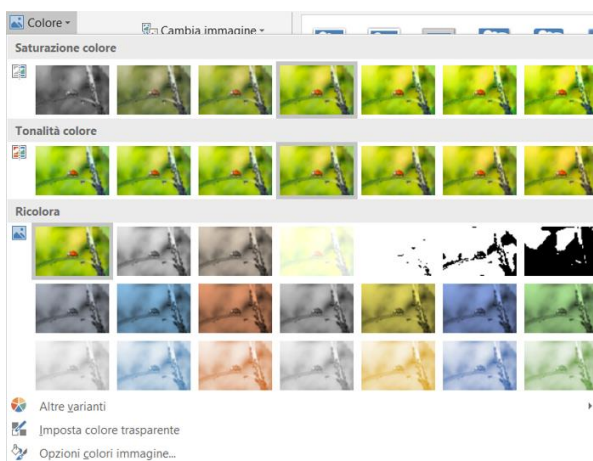 Colore
Cambia immagine
Saturazione colore
Tonalità colore
Ricolora
Altre varianti
Imposta colore trasparente
Opzioni colori immagine...